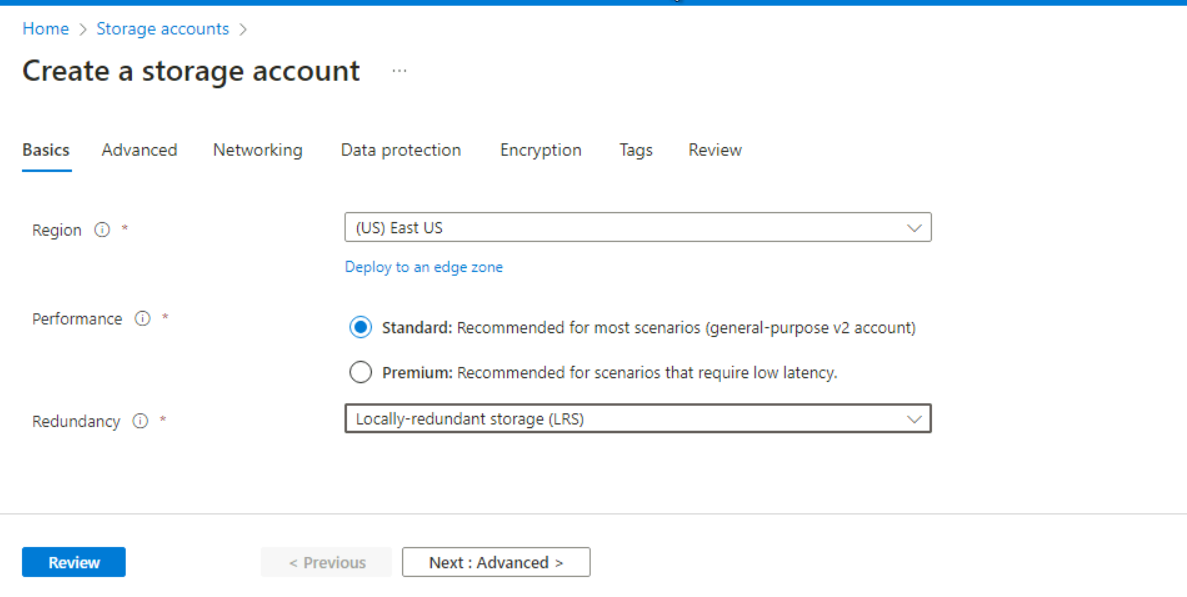 Home > Storage accounts >
Create a storage account ...
Basics Advanced Networking Data protection Encryption Tags Review
Region * (US) East US
Deploy to an edge zone
Performance * Standard: Recommended for most scenarios (general-purpose v2 account)
Premium: Recommended for scenarios that require low latency.
Redundancy * Locally-redundant storage (LRS)
Review < Previous Next : Advanced >